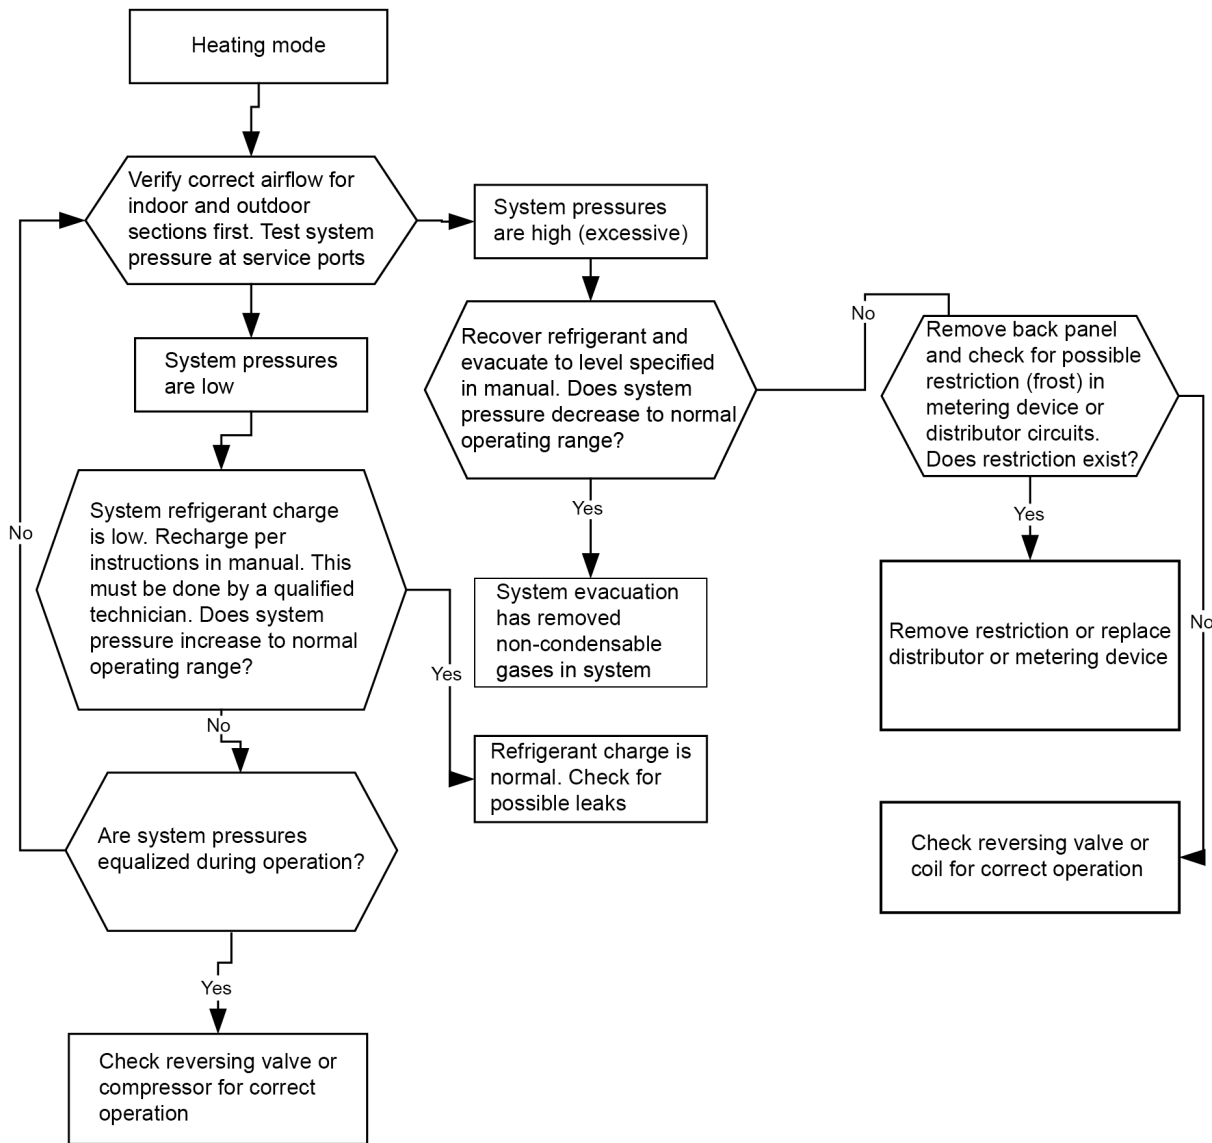 Heating mode
Verify correct airflow for
indoor and outdoor
sections first. Test system
pressure at service ports
System pressures
are high (excessive)
System pressures
are low
Recover refrigerant and
evacuate to level specified
in manual. Does system
pressure decrease to normal
operating range?
No
Remove back panel
and check for possible
restriction (frost) in
metering device or
distributor circuits.
Does restriction exist?
No
System refrigerant charge
is low. Recharge per
instructions in manual. This
must be done by a qualified
technician. Does system
pressure increase to normal
operating range?
Yes
Yes
System evacuation
has removed
non-condensable
gases in system
Remove restriction or replace
distributor or metering device
No
Yes
No
Refrigerant charge is
normal. Check for
possible leaks
Are system pressures
equalized during operation?
Check reversing valve or
coil for correct operation
Yes
Check reversing valve or
compressor for correct
operation